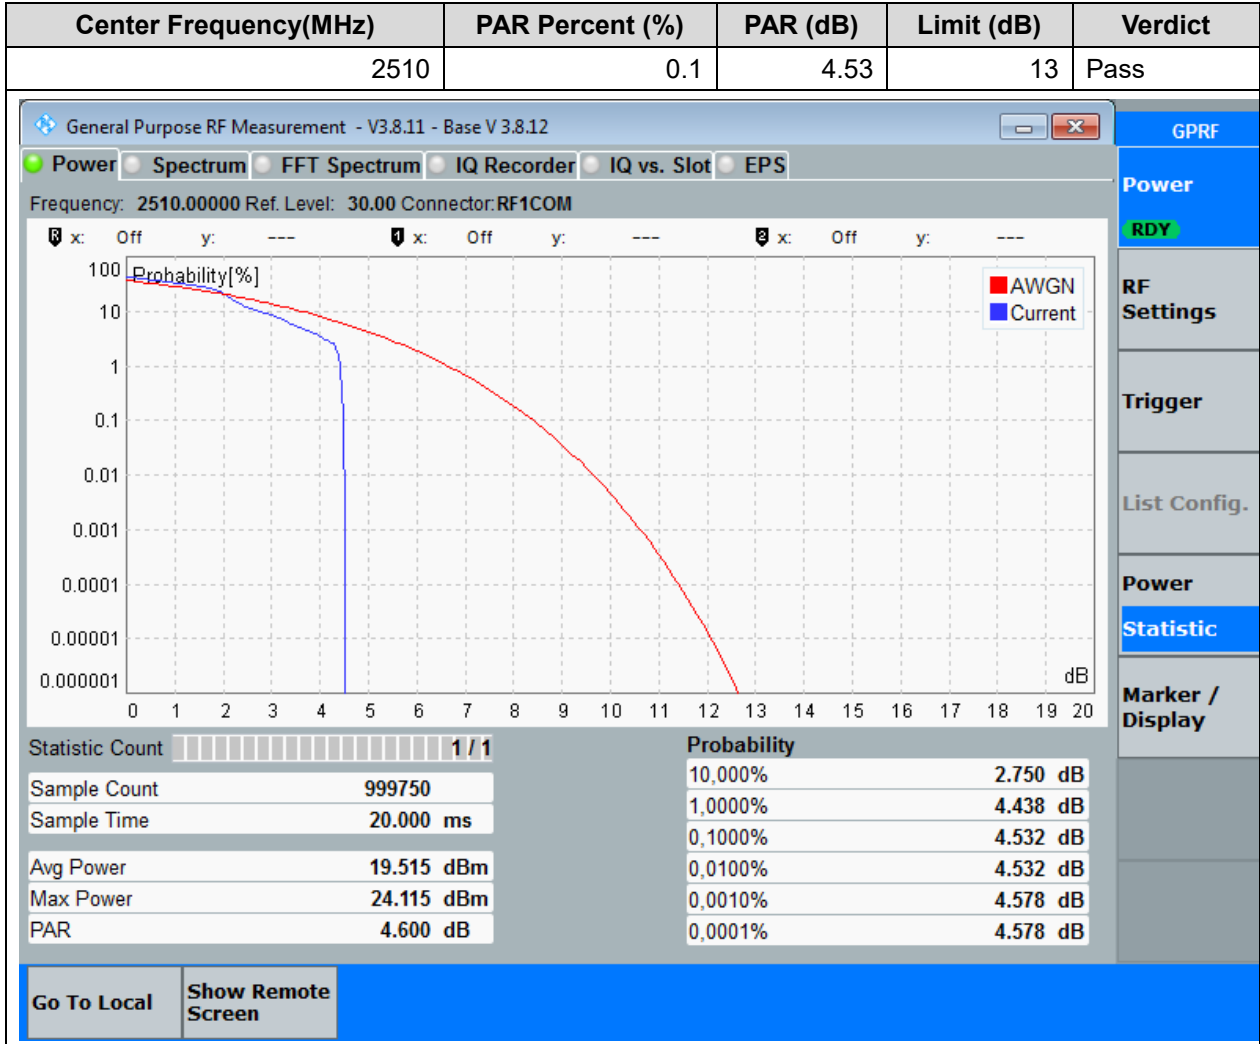 Center Frequency(MHz) PAR Percent (%) PAR (dB) Limit (dB) Verdict
2510 0.1 4.53 13 Pass
General Purpose RF Measurement - V3.8.11 - Base V 3.8.12
GPRF
Power Spectrum FFT Spectrum IQ Recorder IQ vs. Slot EPS
Power
RDY
Frequency: 2510.00000 Ref. Level: 30.00 Connector: RF1COM
R x: Off y: --- 1 x: Off y: --- 2 x: Off y: ---
Probability[%]
AWGN
Current
100
10
1
0.1
0.01
0.001
0.0001
0.00001
0.000001
dB
0 1 2 3 4 5 6 7 8 9 10 11 12 13 14 15 16 17 18 19 20
RF
Settings
Trigger
List Config.
Power
Statistic
Marker /
Display
Statistic Count 1 / 1
Sample Count 999750
Sample Time 20.000 ms
Avg Power 19.515 dBm
Max Power 24.115 dBm
PAR 4.600 dB
Probability
10,000% 2.750 dB
1,0000% 4.438 dB
0,1000% 4.532 dB
0,0100% 4.532 dB
0,0010% 4.578 dB
0,0001% 4.578 dB
Go To Local
Show Remote
Screen